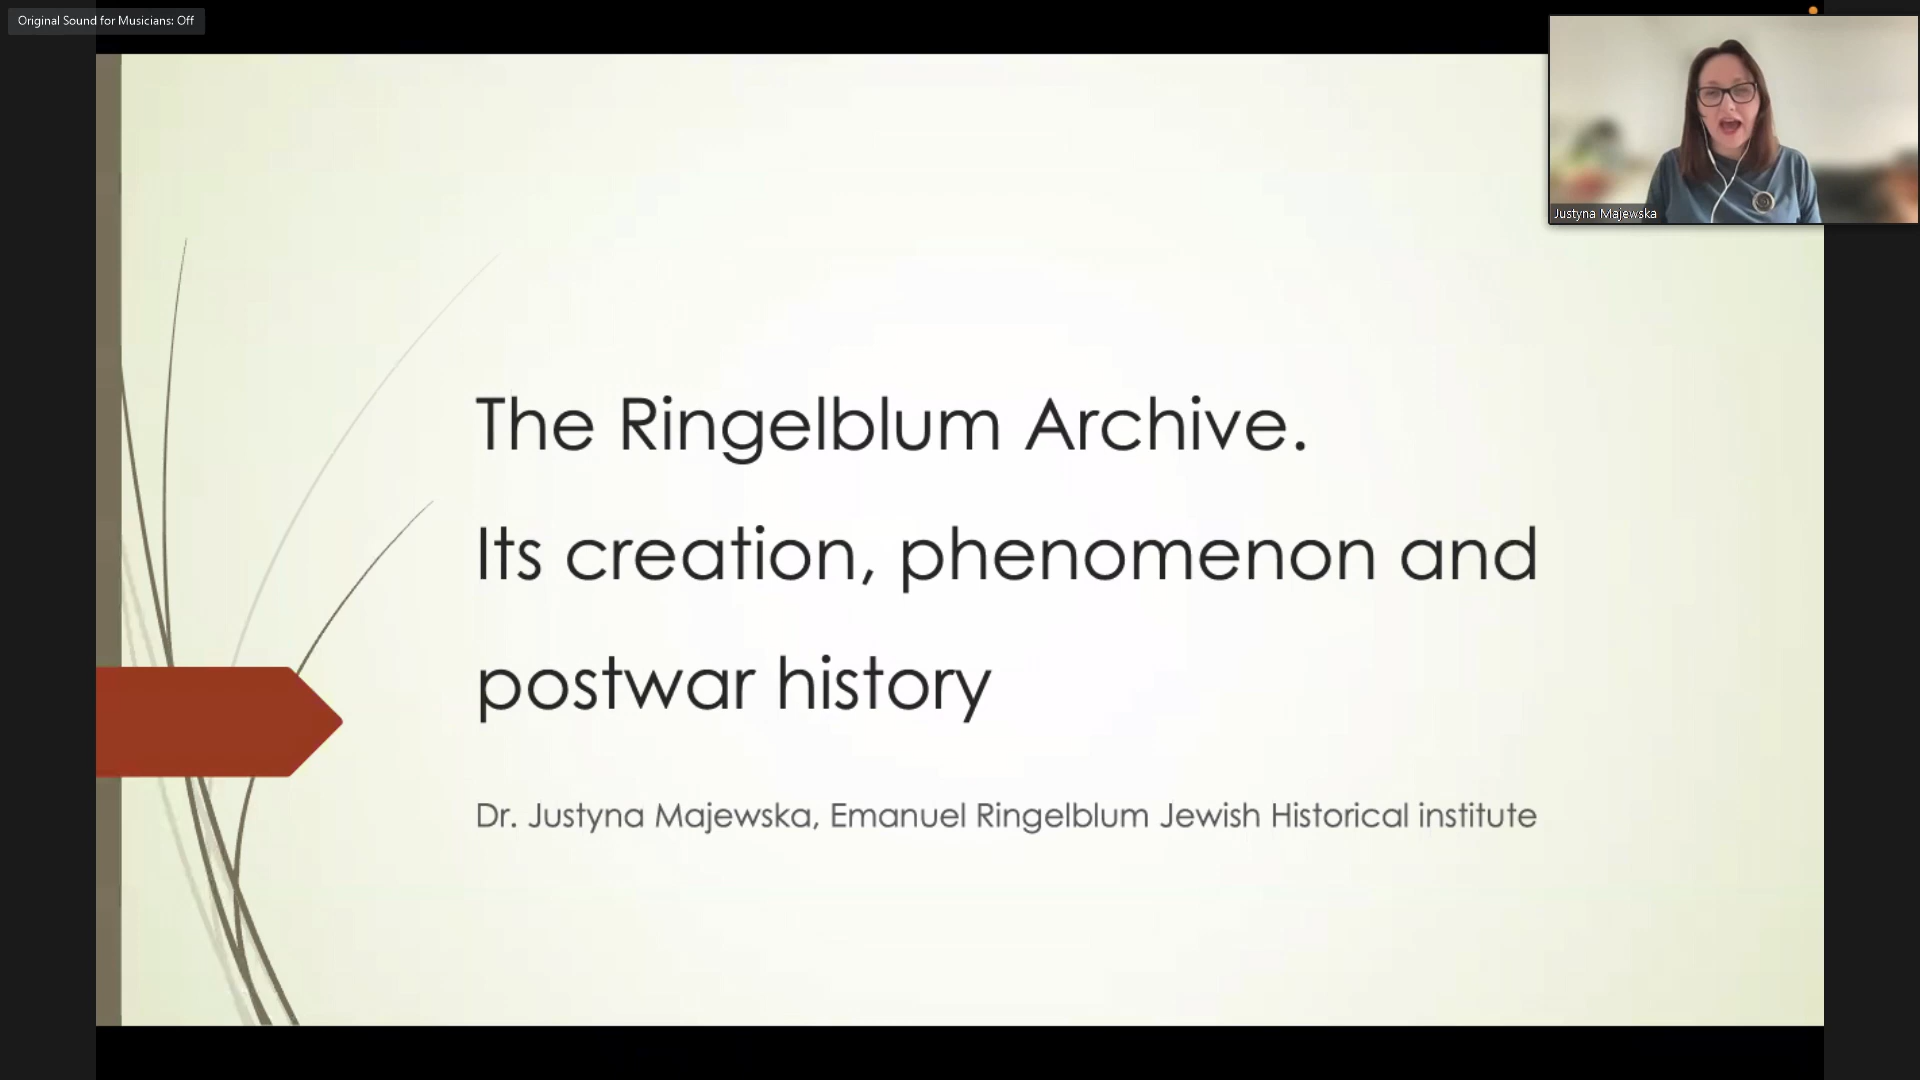 Original Sound for Musicians: Off
Justyna Majewska
The Ringelblum Archive.
Its creation, phenomenon and
postwar history
Dr. Justyna Majewska, Emanuel Ringelblum Jewish Historical institute